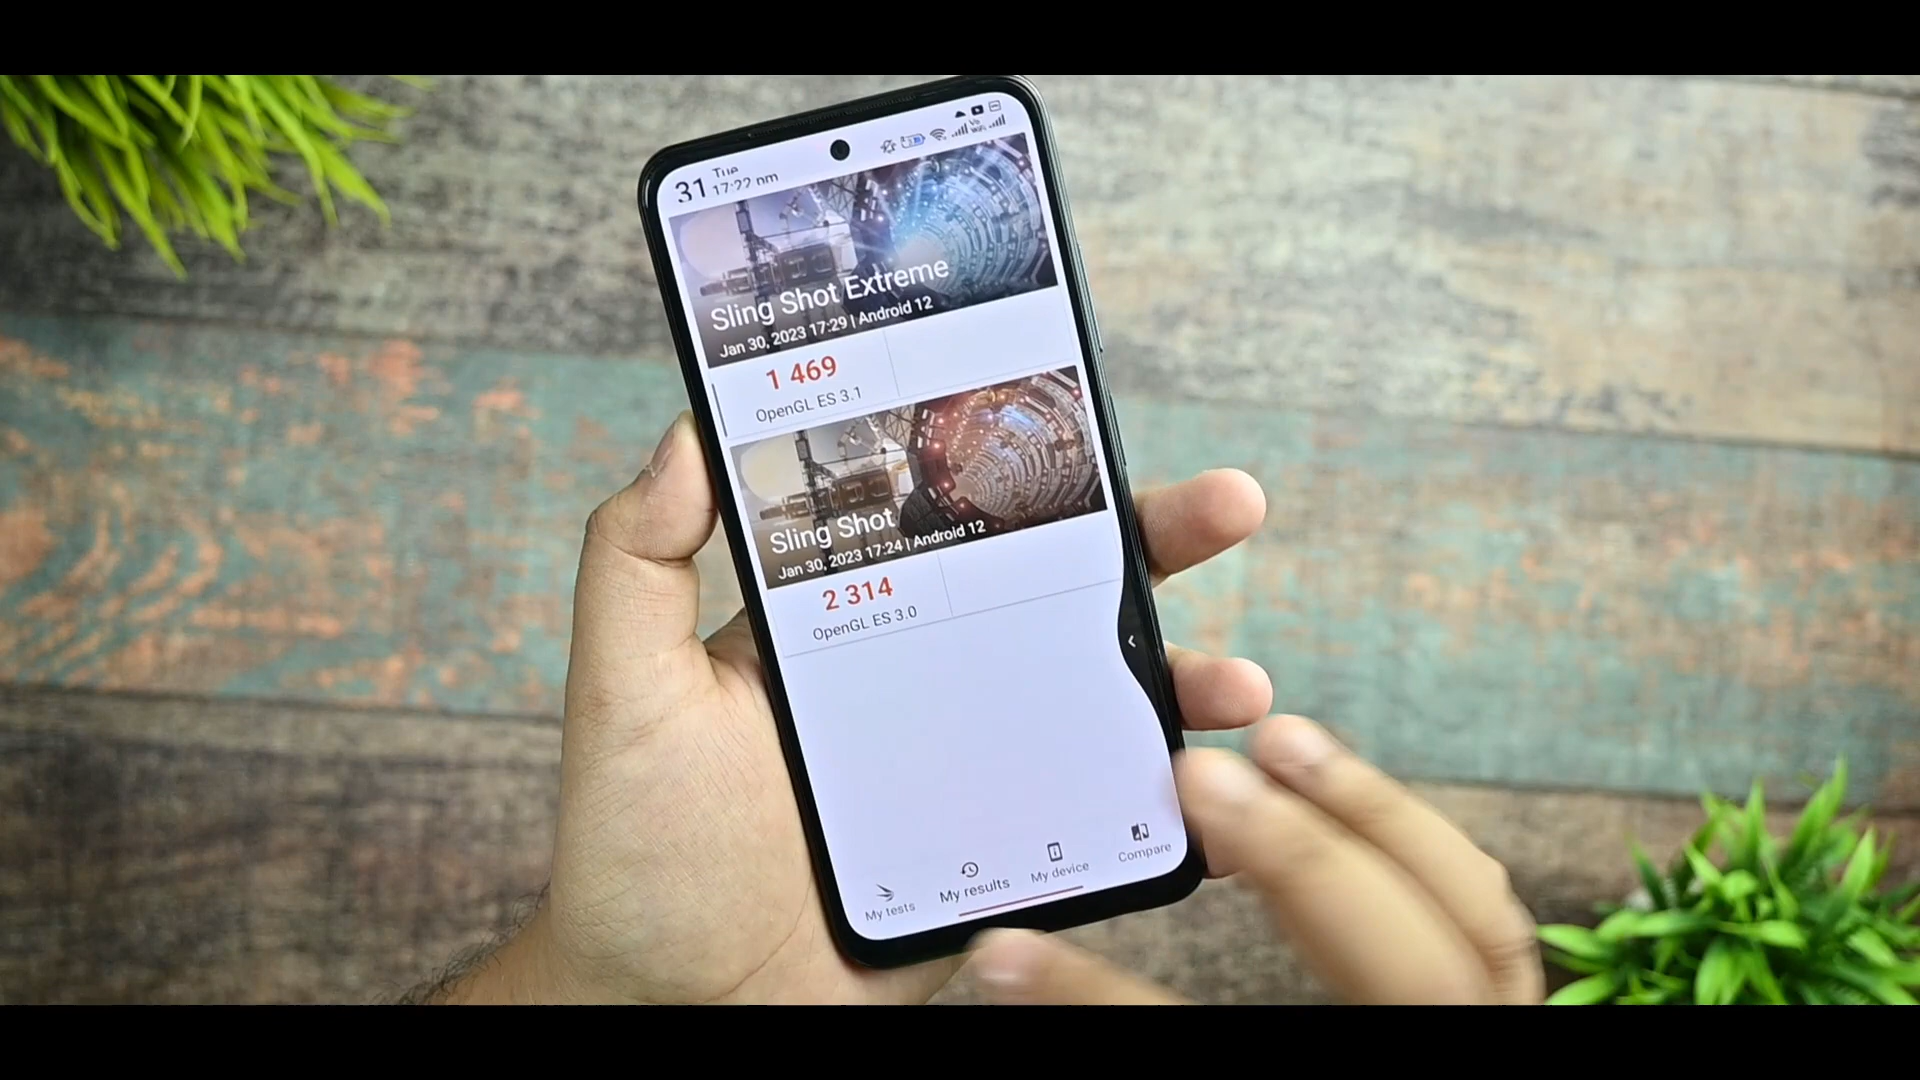 31 Tue
17:22 pm
Sling Shot Extreme
Jan 30, 2023 17:29 | Android 12
1 469
OpenGL ES 3.1
Sling Shot
Jan 30, 2023 17:24 | Android 12
2 314
OpenGL ES 3.0
My tests
My results
My device
Compare